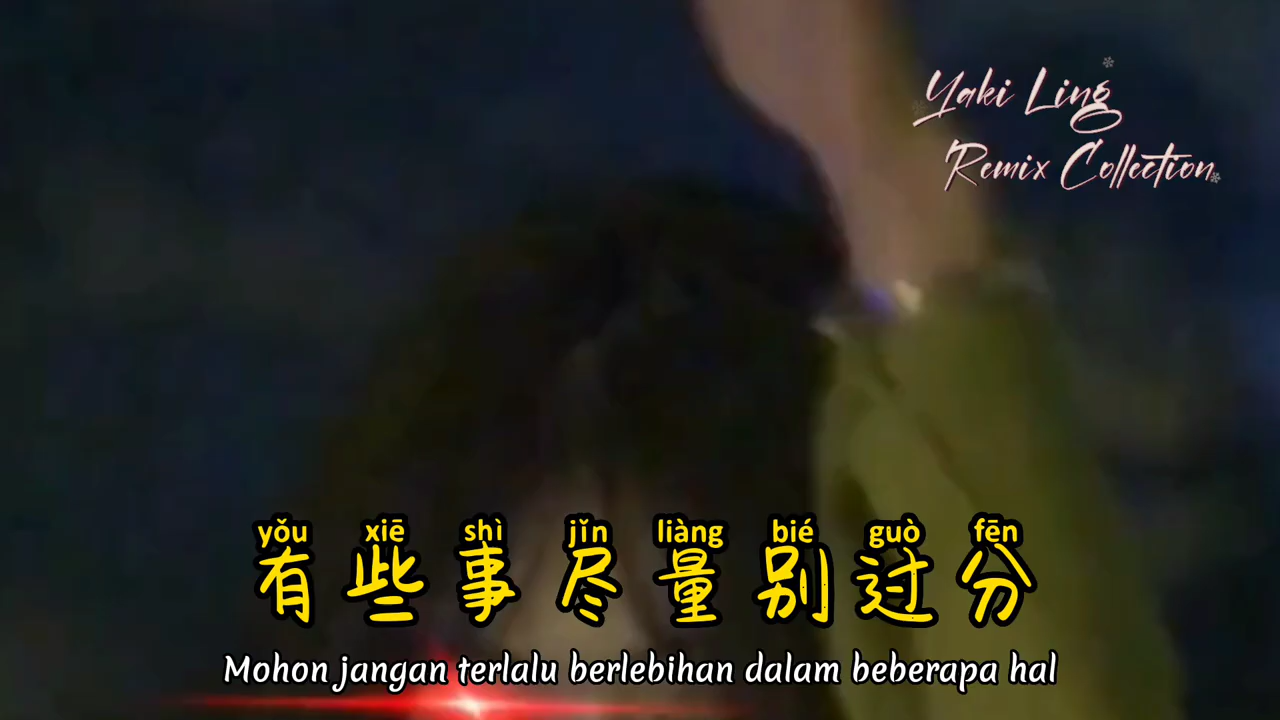 Yaki Ling
Remix Collection
yǒu xiē shì jǐn liàng bié guò fēn
有些事尽量别过分
Mohon jangan terlalu berlebihan dalam beberapa hal